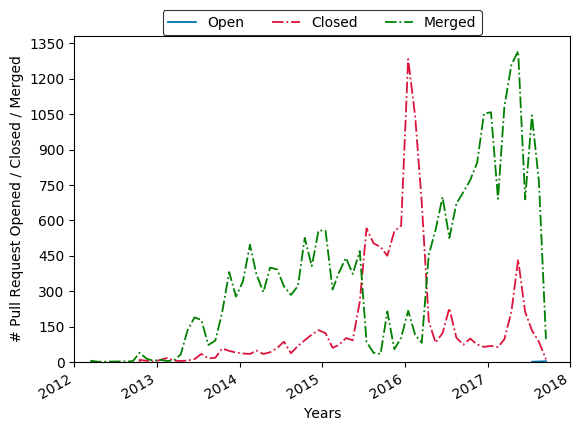 Open Closed Merged
# Pull Request Opened / Closed / Merged
1350
1200
1050
900
750
600
450
300
150
0
2012 2013 2014 2015 2016 2017 2018
Years